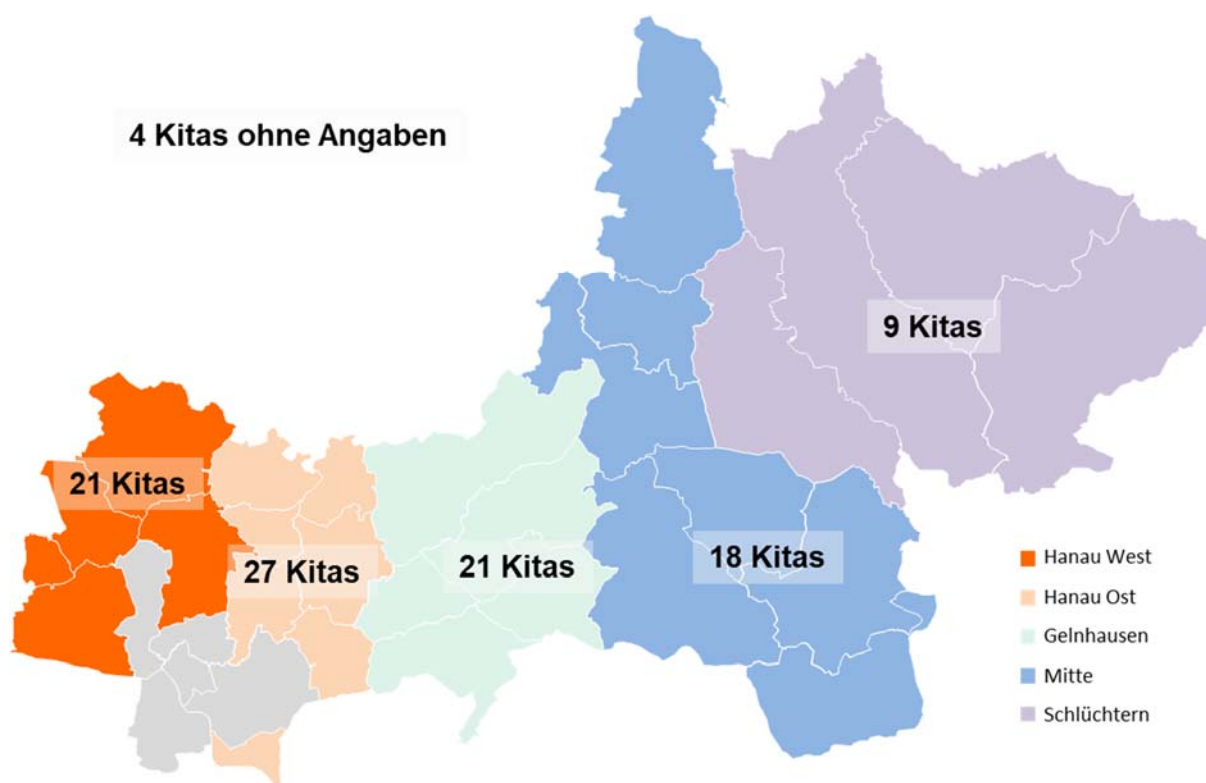 4 Kitas ohne Angaben
9 Kitas
21 Kitas
27 Kitas
21 Kitas
18 Kitas
Hanau West
Hanau Ost
Gelnhausen
Mitte
Schlüchtern